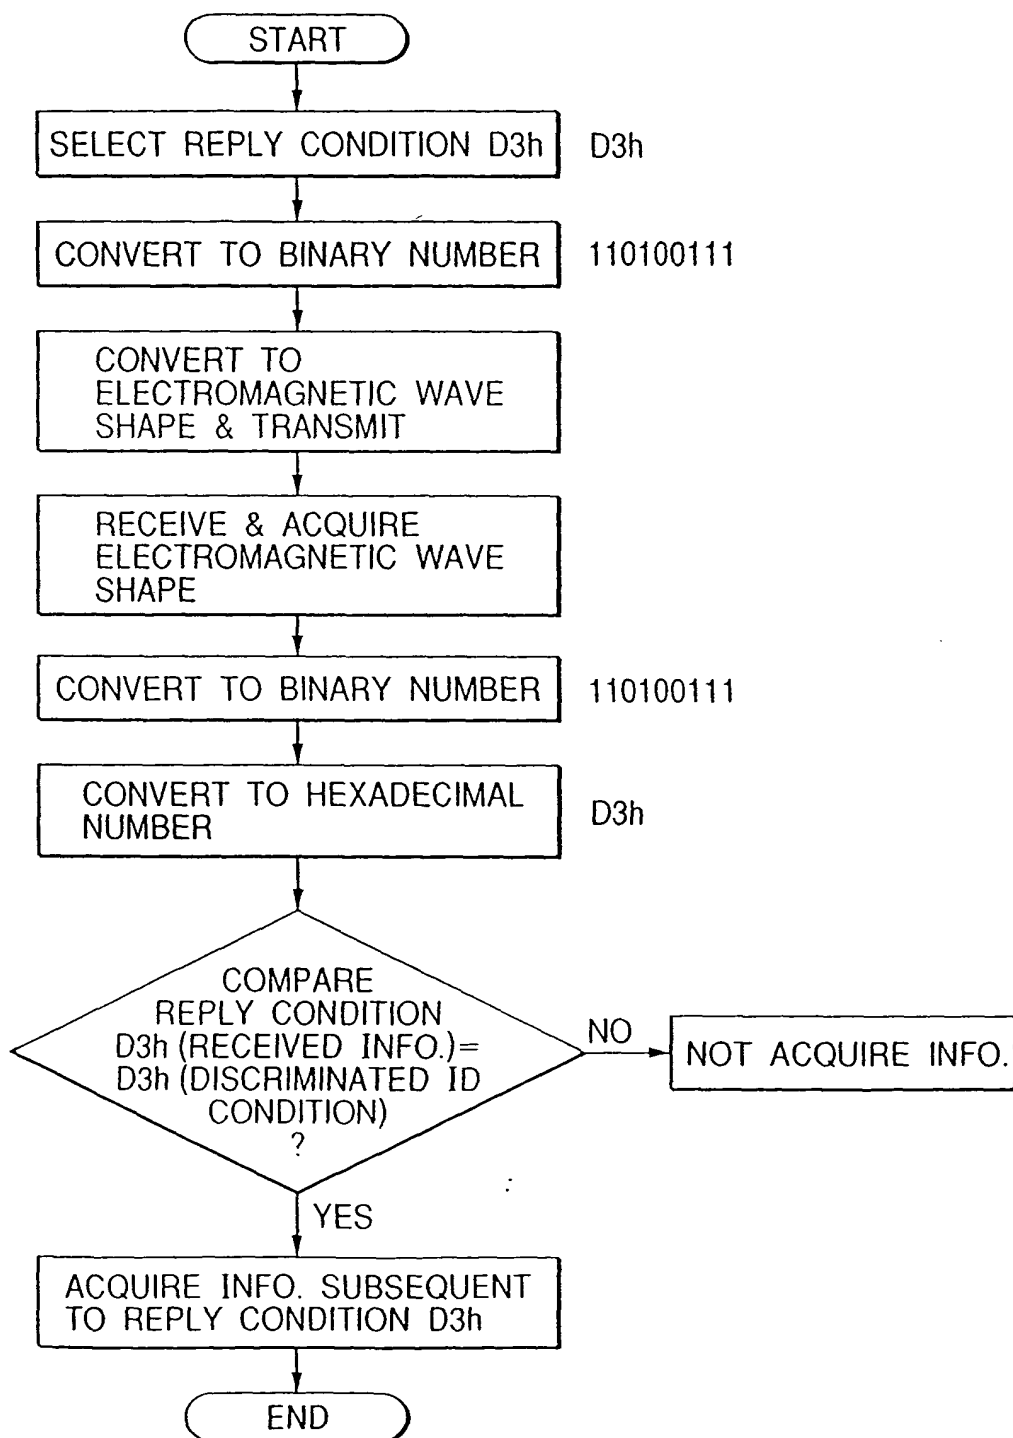 START
SELECT REPLY CONDITION D3h
D3h
CONVERT TO BINARY NUMBER
110100111
CONVERT TO
ELECTROMAGNETIC WAVE
SHAPE & TRANSMIT
RECEIVE & ACQUIRE
ELECTROMAGNETIC WAVE
SHAPE
CONVERT TO BINARY NUMBER
110100111
CONVERT TO HEXADECIMAL
NUMBER
D3h
COMPARE
REPLY CONDITION
D3h (RECEIVED INFO.)=
D3h (DISCRIMINATED ID
CONDITION)
?
NO
NOT ACQUIRE INFO.
YES
ACQUIRE INFO. SUBSEQUENT
TO REPLY CONDITION D3h
END